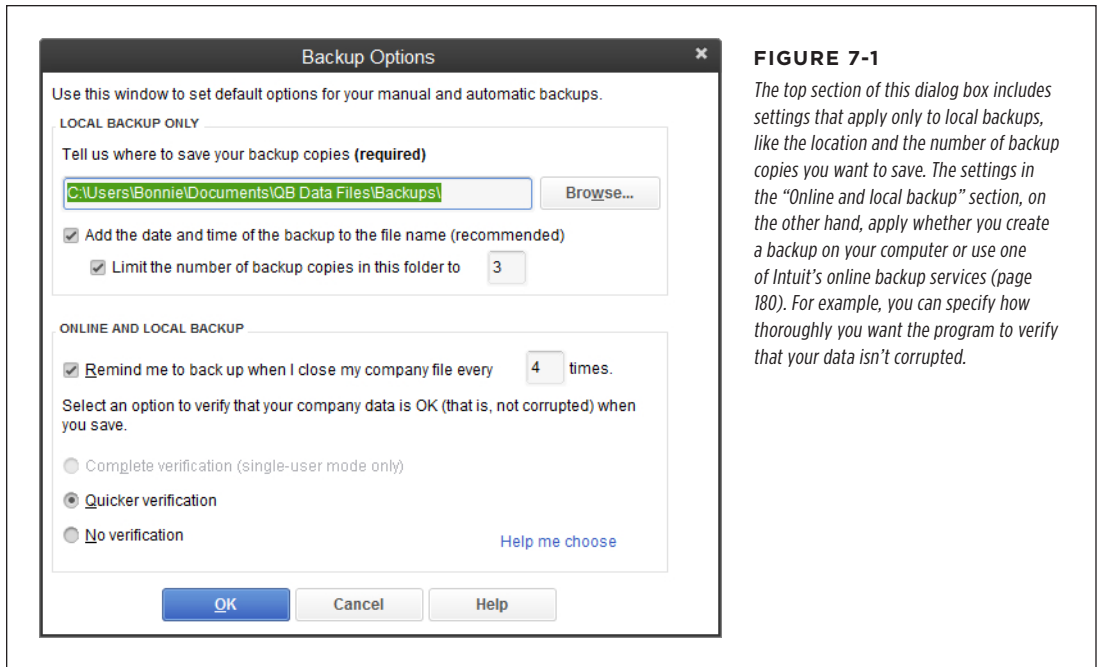 Backup Options
Use this window to set default options for your manual and automatic backups.
LOCAL BACKUP ONLY
Tell us where to save your backup copies (required)
C:\Users\Bonnie\Documents\QB Data Files\Backups\
Browse...
Add the date and time of the backup to the file name (recommended)
Limit the number of backup copies in this folder to 3
ONLINE AND LOCAL BACKUP
Remind me to back up when I close my company file every 4 times.
Select an option to verify that your company data is OK (that is, not corrupted) when
you save.
Complete verification (single-user mode only)
Quicker verification
No verification
Help me choose
OK
Cancel
Help
FIGURE 7-1
The top section of this dialog box includes
settings that apply only to local backups,
like the location and the number of backup
copies you want to save. The settings in
the “Online and local backup” section, on
the other hand, apply whether you create
a backup on your computer or use one
of Intuit’s online backup services (page
180). For example, you can specify how
thoroughly you want the program to verify
that your data isn’t corrupted.